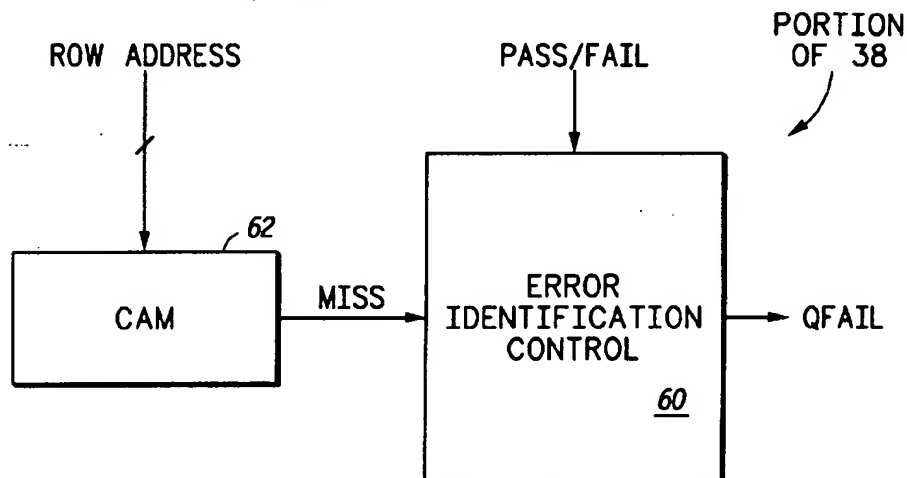 PORTION
OF 38
ROW ADDRESS
PASS/FAIL
62
CAM
MISS
ERROR
IDENTIFICATION
CONTROL
60
QFAIL